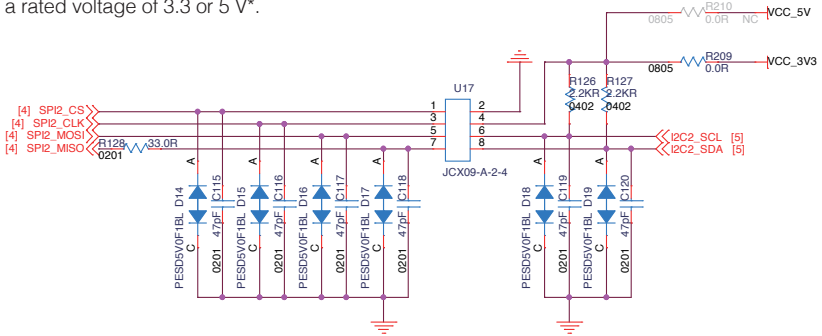 a rated voltage of 3.3 or 5 V*.
R210
0805 0.0R NC
VCC_5V
R209
0805 0.0R
VCC_3V3
U17
R126 R127
2.2KR 2.2KR
0402 0402
[4] SPI2_CS
[4] SPI2_CLK
[4] SPI2_MOSI
[4] SPI2_MISO
R128 33.0R
0201
1 2
3 4
5 6
7 8
JCX09-A-2-4
I2C2_SCL [5]
I2C2_SDA [5]
A A A A A A
PESD5V0F1BL D14
C
47pF C115
0201
PESD5V0F1BL D15
C
47pF C116
0201
PESD5V0F1BL D16
C
47pF C117
0201
PESD5V0F1BL D17
C
47pF C118
0201
PESD5V0F1BL D18
C
47pF C119
0201
PESD5V0F1BL D19
C
47pF C120
0201